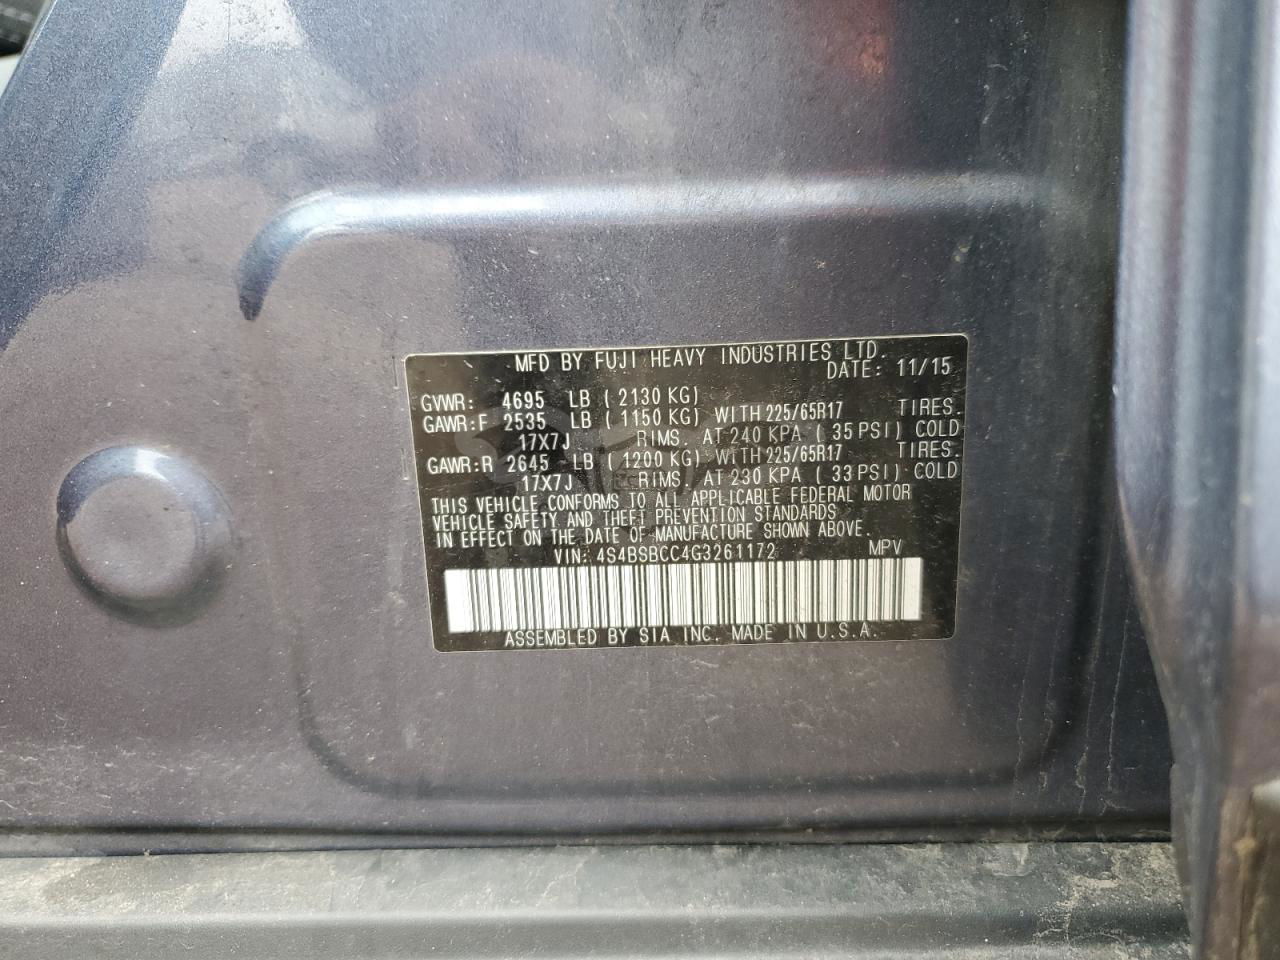 MFD BY FUJI HEAVY INDUSTRIES LTD.
DATE: 11/15
GVWR: 4695 LB ( 2130 KG)
GAWR:F 2535 LB ( 1150 KG) WITH 225/65R17 TIRES.
17X7J RIMS. AT 240 KPA ( 35 PSI) COLD
GAWR:R 2645 LB ( 1200 KG) WITH 225/65R17 TIRES.
17X7J RIMS. AT 230 KPA ( 33 PSI) COLD
THIS VEHICLE CONFORMS TO ALL APPLICABLE FEDERAL MOTOR
VEHICLE SAFETY AND THEFT PREVENTION STANDARDS
IN EFFECT ON THE DATE OF MANUFACTURE SHOWN ABOVE.
VIN: 4S4BSBCC4G3261172 MPV
ASSEMBLED BY SIA INC. MADE IN U.S.A.